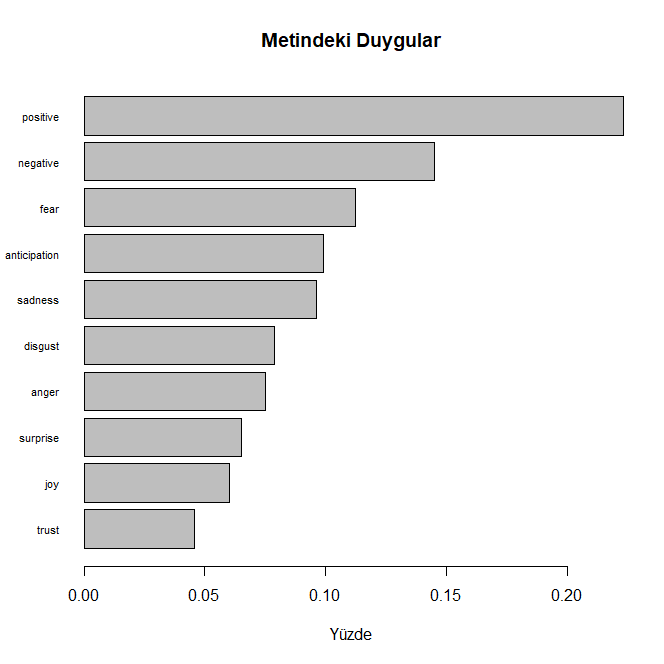 Metindeki Duygular
positive
negative
fear
anticipation
sadness
disgust
anger
surprise
joy
trust
0.00 0.05 0.10 0.15 0.20
Yüzde